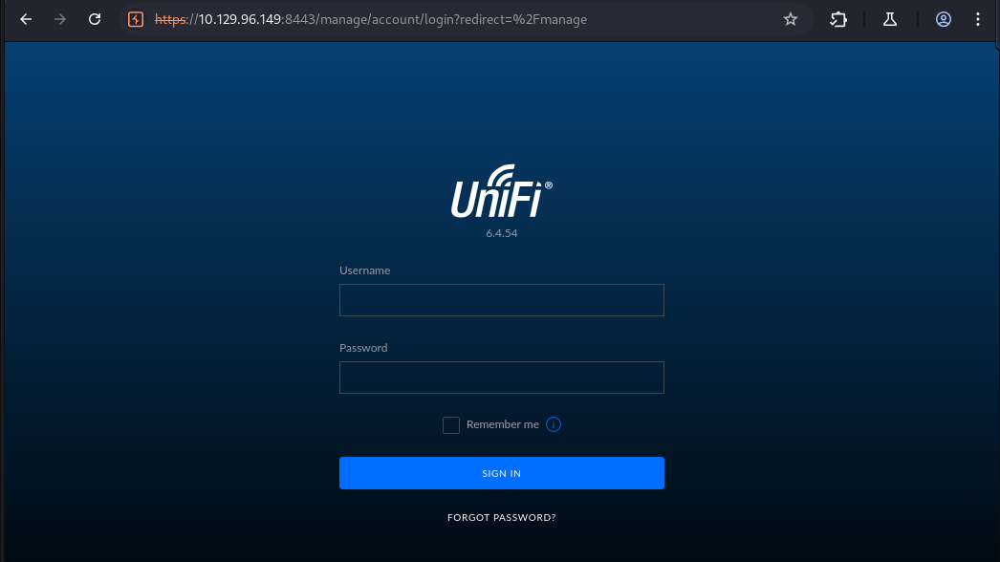 https://10.129.96.149:8443/manage/account/login?redirect=%2Fmanage
UniFi®
6.4.54
Username
Password
Remember me
SIGN IN
FORGOT PASSWORD?